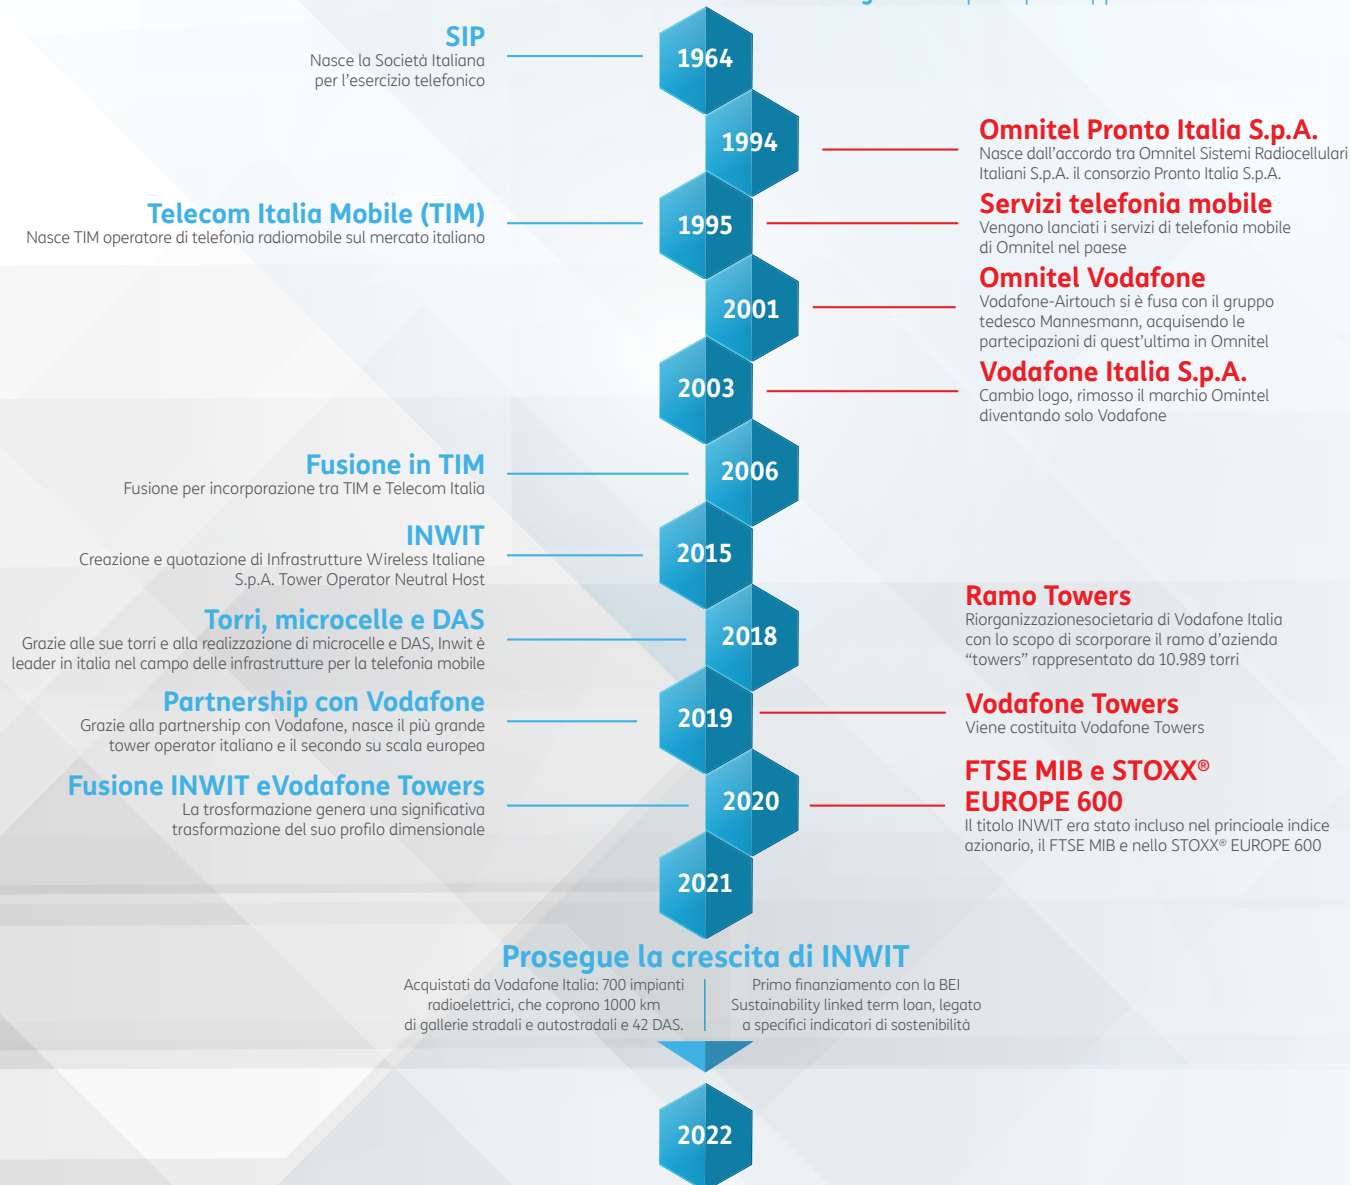 SIP
Nasce la Società Italiana
per l'esercizio telefonico
1964
1994
Omnitel Pronto Italia S.p.A.
Nasce dall'accordo tra Omnitel Sistemi Radiocellulari
Italiani S.p.A. il consorzio Pronto Italia S.p.A.
Telecom Italia Mobile (TIM)
Nasce TIM operatore di telefonia radiomobile sul mercato italiano
1995
Servizi telefonia mobile
Vengono lanciati i servizi di telefonia mobile
di Omnitel nel paese
2001
Omnitel Vodafone
Vodafone-Airtouch si è fusa con il gruppo
tedesco Mannesmann, acquisendo le
partecipazioni di quest'ultima in Omnitel
2003
Vodafone Italia S.p.A.
Cambio logo, rimosso il marchio Omintel
diventando solo Vodafone
Fusione in TIM
Fusione per incorporazione tra TIM e Telecom Italia
2006
INWIT
Creazione e quotazione di Infrastrutture Wireless Italiane
S.p.A. Tower Operator Neutral Host
2015
Torri, microcelle e DAS
Grazie alle sue torri e alla realizzazione di microcelle e DAS, Inwit è
leader in italia nel campo delle infrastrutture per la telefonia mobile
2018
Ramo Towers
Riorganizzazionesocietaria di Vodafone Italia
con lo scopo di scorporare il ramo d'azienda
"towers" rappresentato da 10.989 torri
Partnership con Vodafone
Grazie alla partnership con Vodafone, nasce il più grande
tower operator italiano e il secondo su scala europea
2019
Vodafone Towers
Viene costituita Vodafone Towers
Fusione INWIT eVodafone Towers
La trosformazione genera una significativa
trasformazione del suo profilo dimensionale
2020
FTSE MIB e STOXX®
EUROPE 600
Il titolo INWIT era stato incluso nel princioale indice
azionario, il FTSE MIB e nello STOXX® EUROPE 600
2021
Prosegue la crescita di INWIT
Acquistati da Vodafone Italia: 700 impianti
radioelettrici, che coprono 1000 km
di gallerie stradali e autostradali e 42 DAS.
Primo finanziamento con la BEI
Sustainability linked term loan, legato
a specifici indicatori di sostenibilità
2022